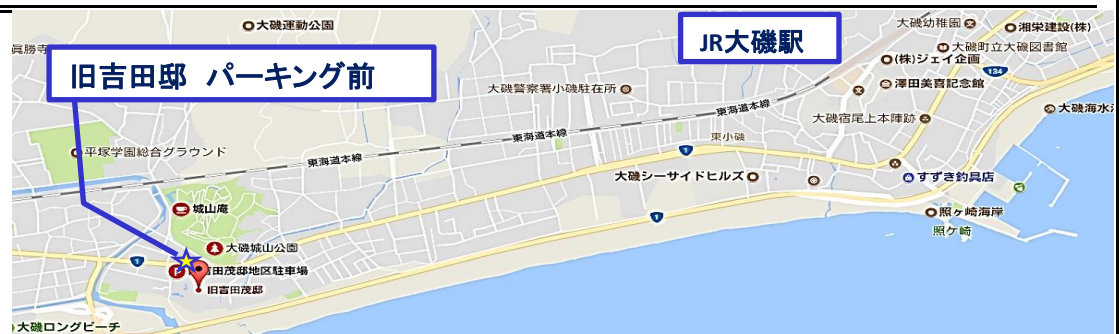 大磯運動公園
JR大磯駅
大磯幼稚園
湘栄建設(株)
眞勝寺
大磯町立大磯図書館
(株)ジェイ企画
134
旧吉田邸 パーキング前
大磯警察署小磯駐在所
澤田美喜記念館
東海道本線
大磯宿尾上本陣跡
大磯海水
東海道本線
東小磯
平塚学園総合グラウンド
東海道本線
1
大磯シーサイドヒルズ
すずき釣具店
城山庵
1
照ヶ崎海岸
照ケ崎
大磯城山公園
1
吉田茂邸地区駐車場
旧吉田茂邸
大磯ロングビーチ